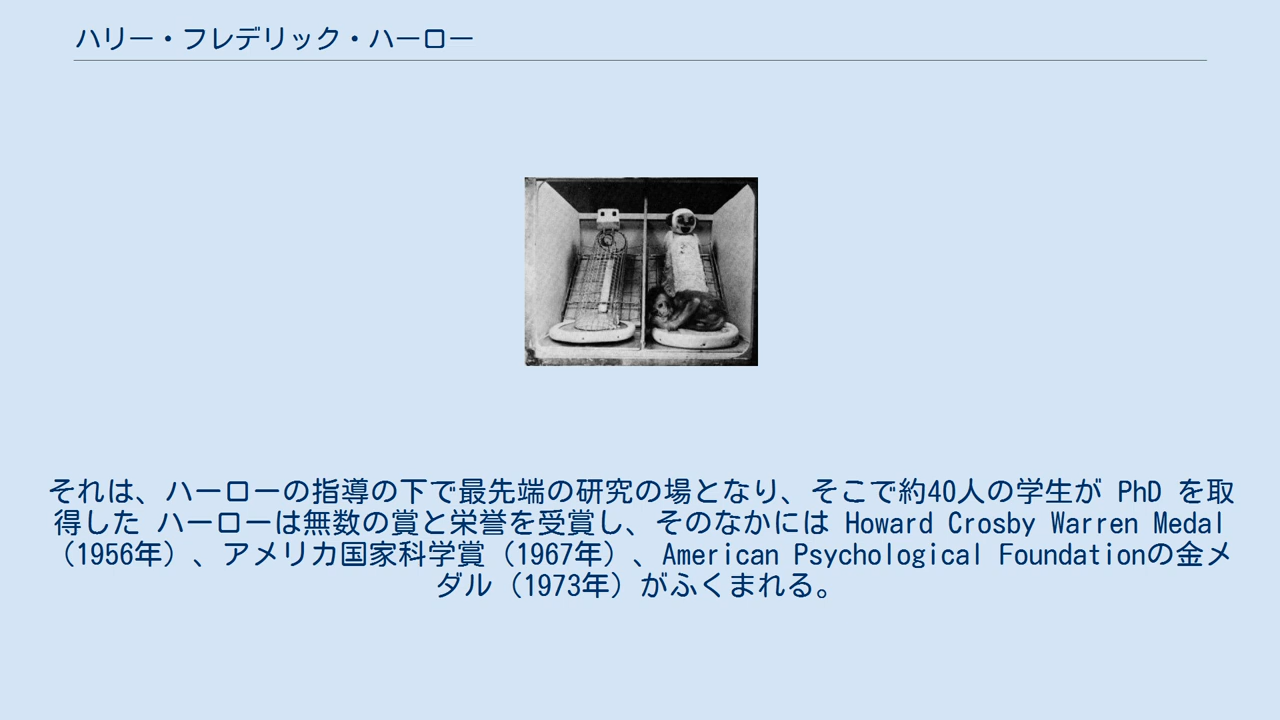 ハリー・フレデリック・ハーロー
それは、ハーローの指導の下で最先端の研究の場となり、そこで約40人の学生が PhD を取
得した ハーローは無数の賞と栄誉を受賞し、そのなかには Howard Crosby Warren Medal
（1956年）、アメリカ国家科学賞（1967年）、American Psychological Foundationの金メ
ダル（1973年）がふくまれる。